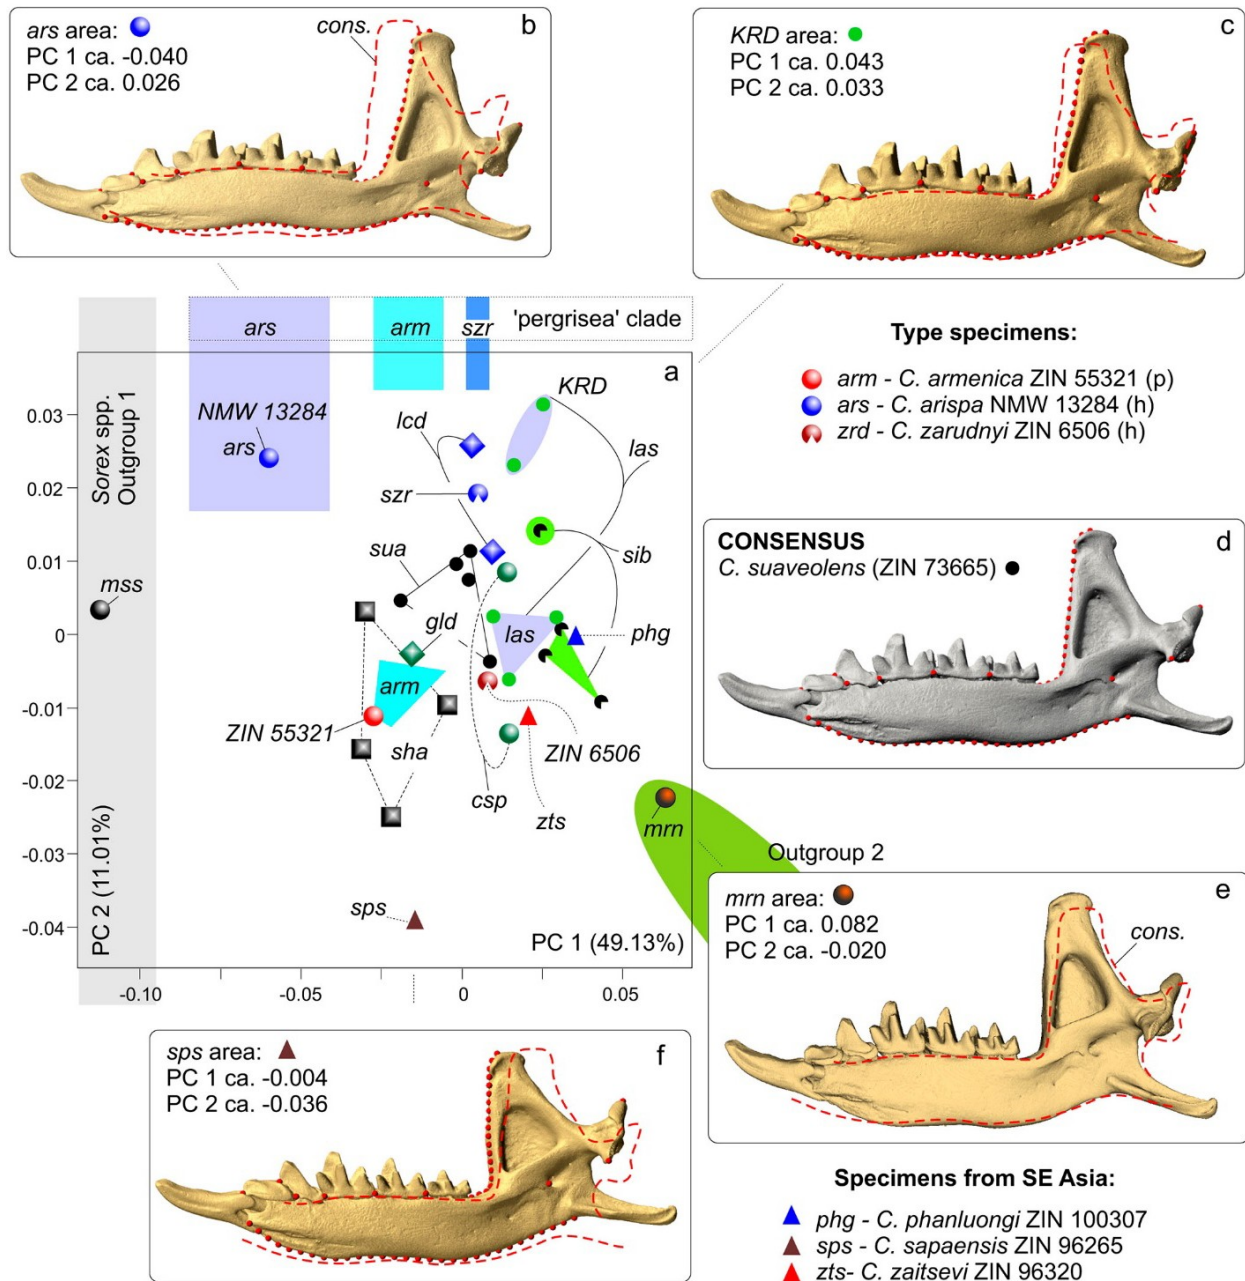 b
ars area:
PC 1 ca. -0.040
PC 2 ca. 0.026
cons.
c
KRD area:
PC 1 ca. 0.043
PC 2 ca. 0.033
ars
arm
szr
'pergrisea' clade
a
Sorex spp.
Outgroup 1
NMW 13284
ars
KRD
lcd
las
szr
sua
sib
mss
gld
las
phg
arm
ZIN 55321
sha
ZIN 6506
csp
zts
mrn
Outgroup 2
sps
PC 2 (11.01%)
PC 1 (49.13%)
0.03
0.02
0.01
0
-0.01
-0.02
-0.03
-0.04
-0.10
-0.05
0
0.05
Type specimens:
arm - C. armenica ZIN 55321 (p)
ars - C. arispa NMW 13284 (h)
zrd - C. zarudnyi ZIN 6506 (h)
d
CONSENSUS
C. suaveolens (ZIN 73665)
e
mrn area:
PC 1 ca. 0.082
PC 2 ca. -0.020
cons.
f
sps area:
PC 1 ca. -0.004
PC 2 ca. -0.036
Specimens from SE Asia:
phg - C. phanluongi ZIN 100307
sps - C. sapaensis ZIN 96265
zts- C. zaitsevi ZIN 96320